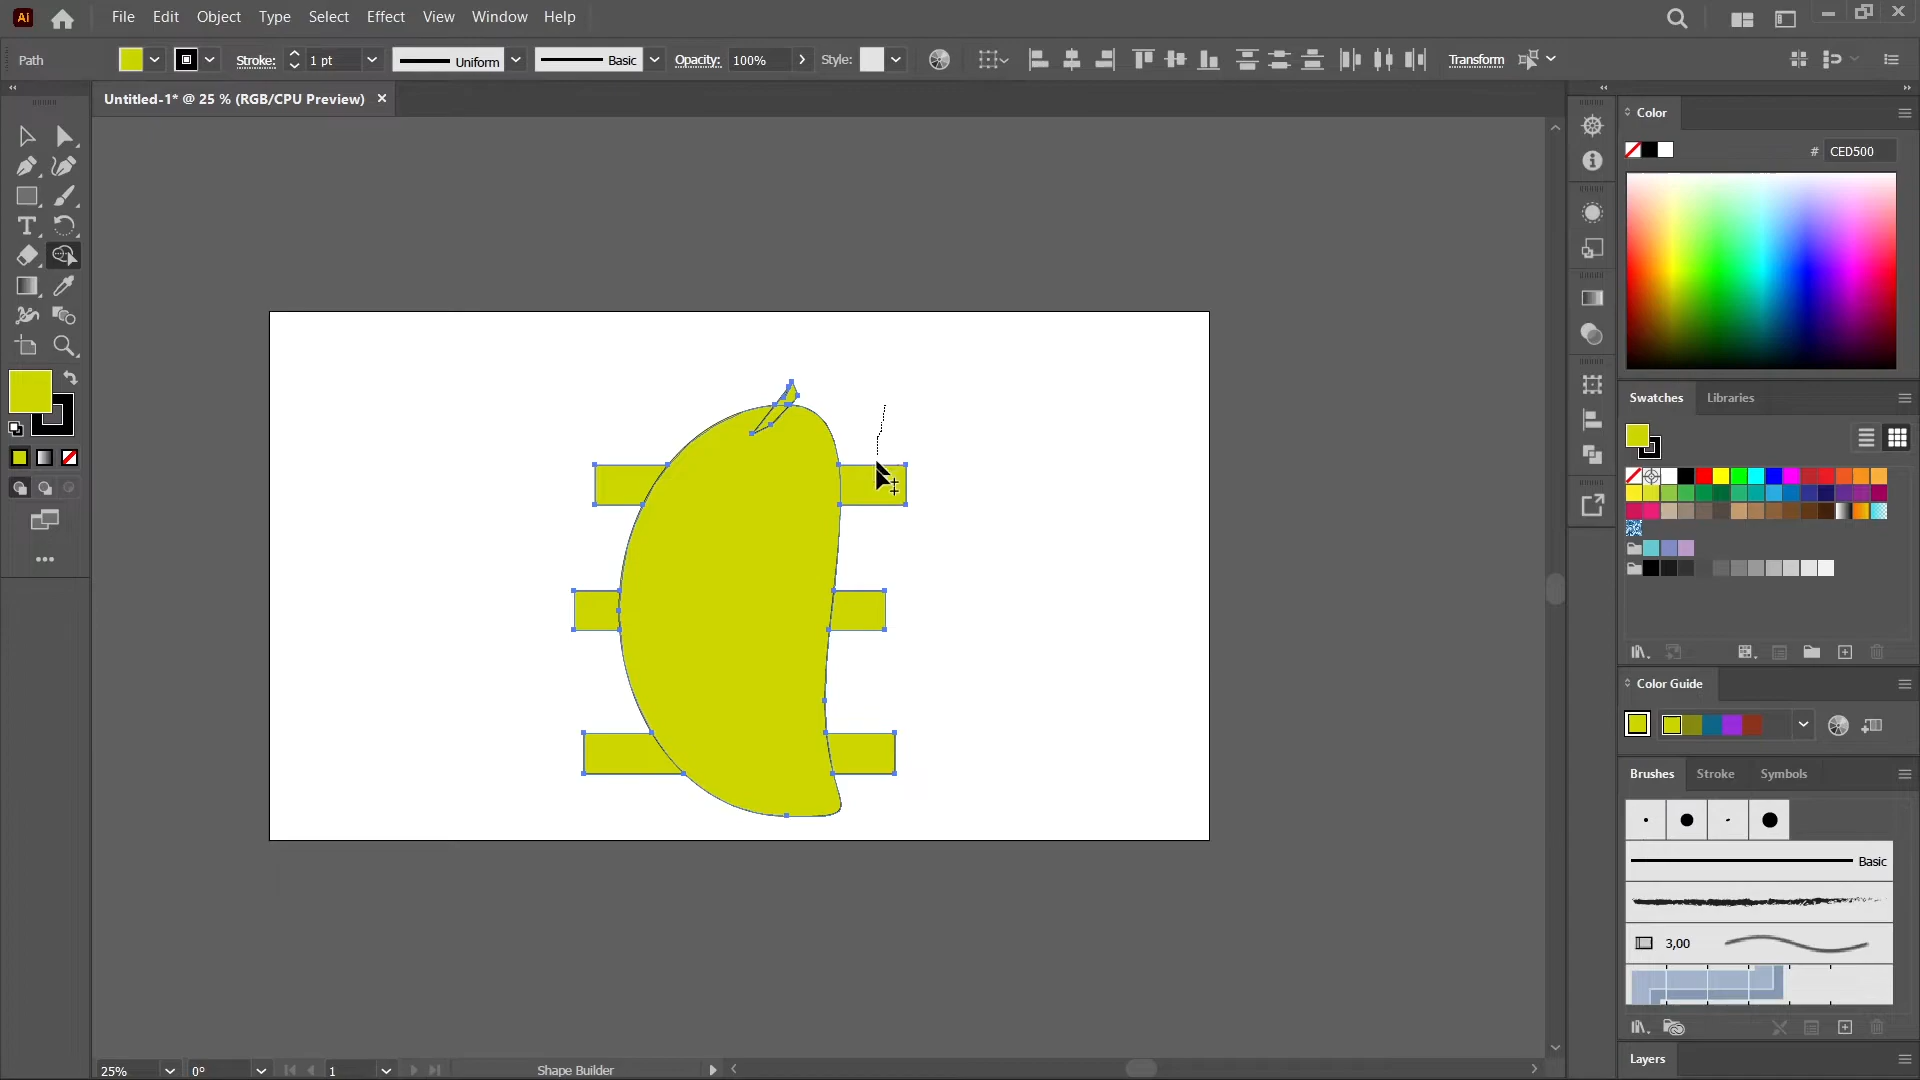 Ai File Edit Object Type Select Effect View Window Help
Path Stroke: 1 pt Uniform Basic Opacity: 100% Style: Transform
Untitled-1* @ 25 % (RGB/CPU Preview)
Color
# CED500
Swatches Libraries
Color Guide
Brushes Stroke Symbols
Basic
3,00
Layers
25% 0° 1 Shape Builder